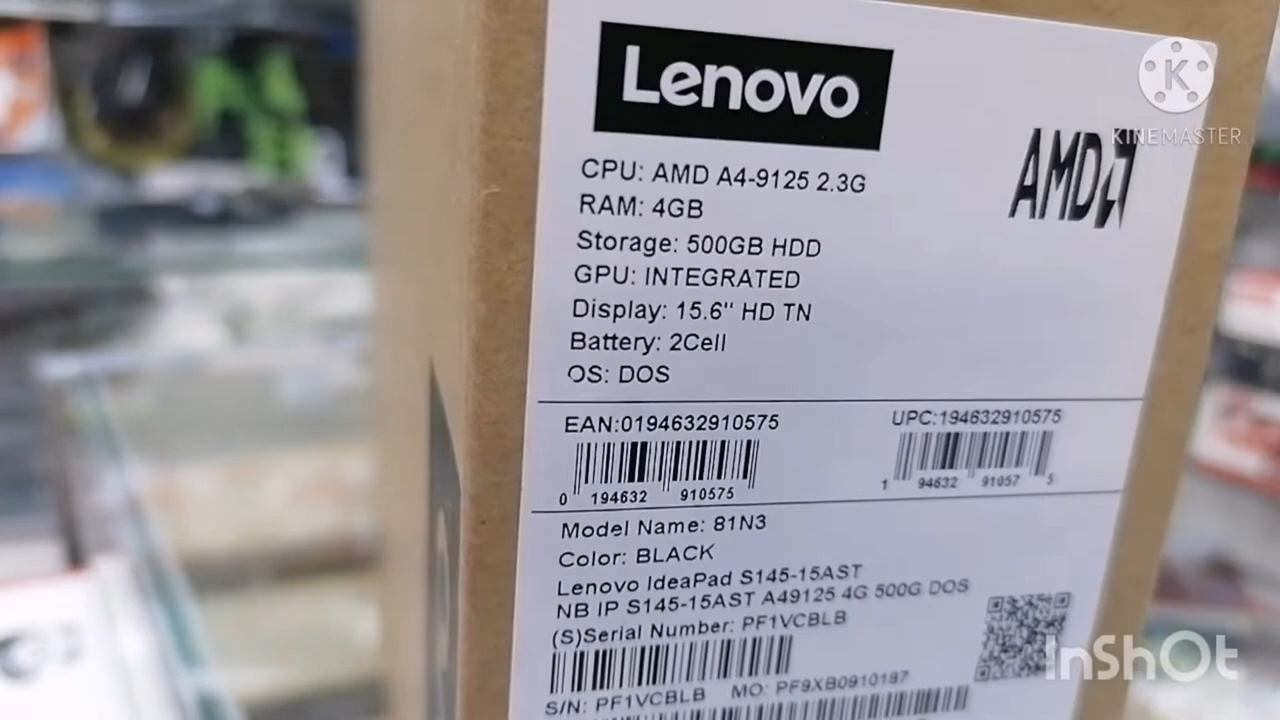 Lenovo
KINEMASTER
AMD
CPU: AMD A4-9125 2.3G
RAM: 4GB
Storage: 500GB HDD
GPU: INTEGRATED
Display: 15.6" HD TN
Battery: 2Cell
OS: DOS
EAN:0194632910575
UPC:194632910575
0 194632 910575
1 94632 91057 5
Model Name: 81N3
Color: BLACK
Lenovo IdeaPad S145-15AST
NB IP S145-15AST A49125 4G 500G DOS
(S)Serial Number: PF1VCBLB
S/N: PF1VCBLB MO: PF9XB0910187
InShOt